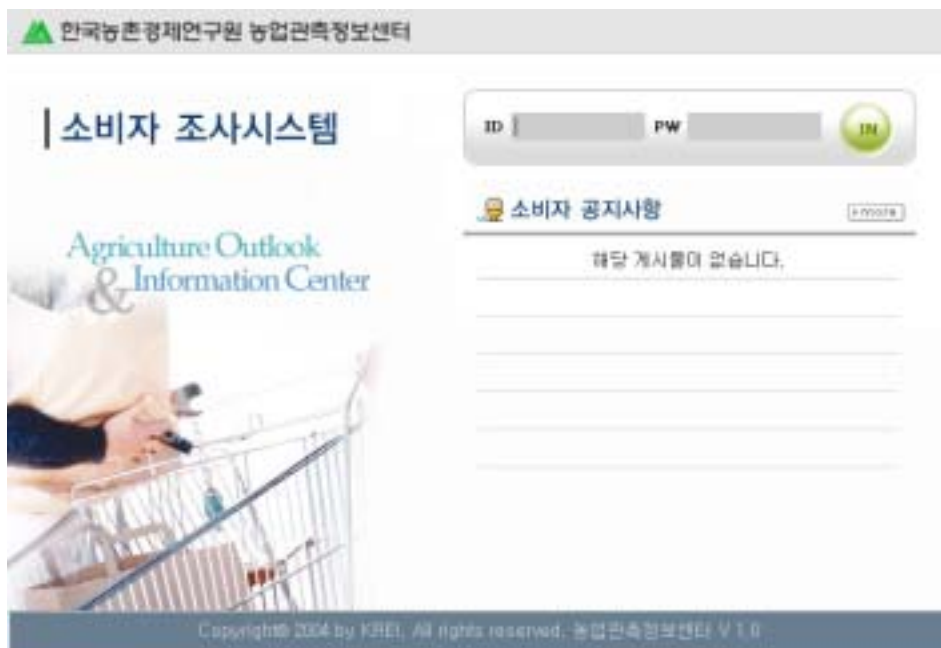 한국농촌경제연구원 농업관측정보센터
소비자 조사시스템
ID
PW
IN
소비자 공지사항
more
해당 게시물이 없습니다.
Agriculture Outlook
& Information Center
Copyright© 2004 by KREI, All rights reserved, 농업관측정보센터 V 1.0